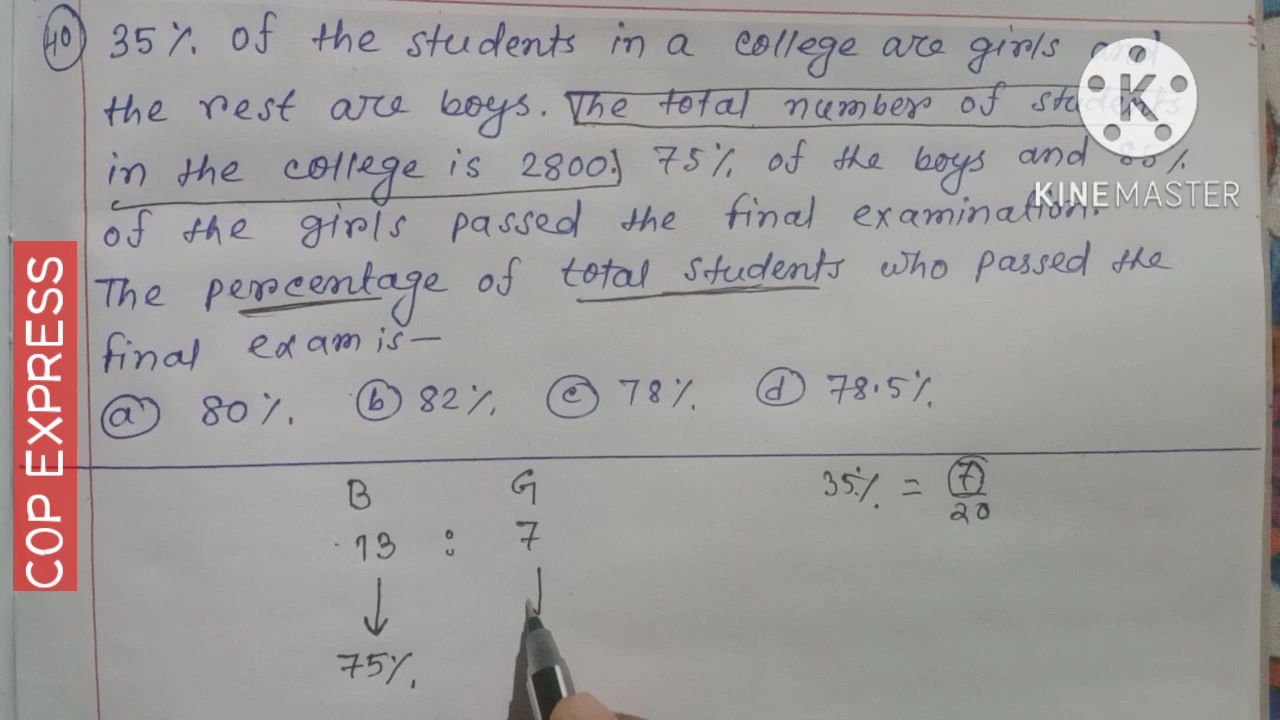 40 35% of the students in a college are girls and
the rest are boys. The total number of students
in the college is 2800. 75% of the boys and 85%
of the girls passed the final examination.
The percentage of total students who passed the
final exam is—
a 80%. b 82%. c 78%. d 78.5%.
B G 35% = 7/20
13 : 7
75%.
COP EXPRESS
K
KINEMASTER